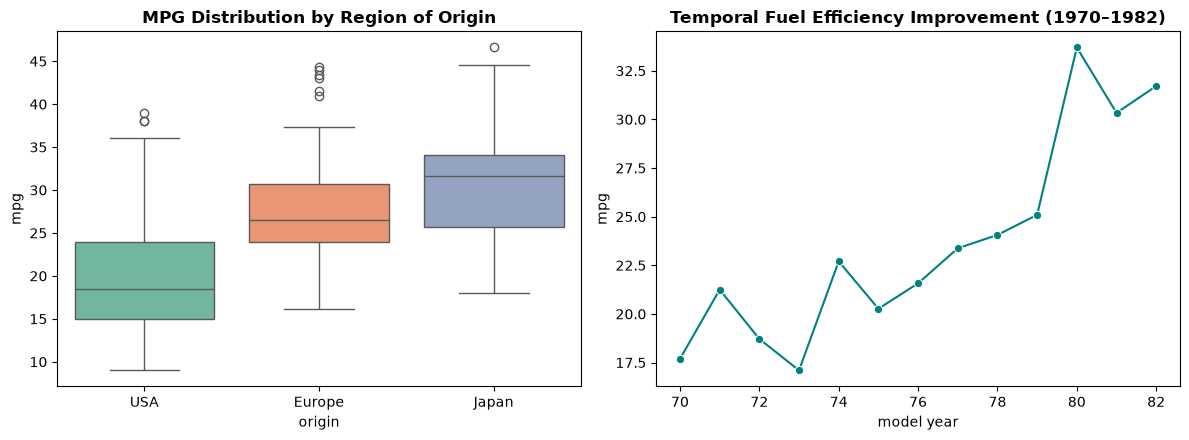 MPG Distribution by Region of Origin
45
40
35
30
25
20
15
10
mpg
USA Europe Japan
origin
Temporal Fuel Efficiency Improvement (1970–1982)
32.5
30.0
27.5
25.0
22.5
20.0
17.5
mpg
70 72 74 76 78 80 82
model year